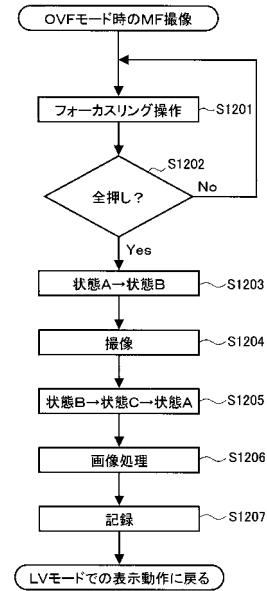 OVFモード時のMF撮像
フォーカスリング操作
S1201
S1202
全押し?
No
Yes
状態A→状態B
S1203
撮像
S1204
状態B→状態C→状態A
S1205
画像処理
S1206
記録
S1207
LVモードでの表示動作に戻る